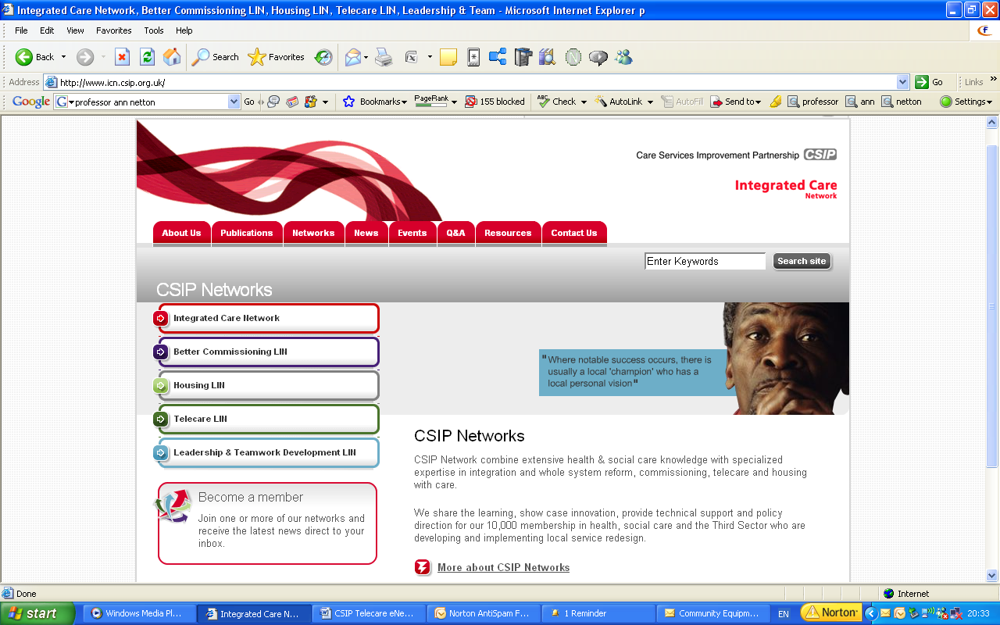 Integrated Care Network, Better Commissioning LIN, Housing LIN, Telecare LIN, Leadership & Team - Microsoft Internet Explorer p
File Edit View Favorites Tools Help
Back Search Favorites
Address http://www.icn.csip.org.uk/ Go Links
Google G professor ann netton Go Bookmarks PageRank 155 blocked ABC Check AutoLink AutoFill Send to professor ann netton Settings
Care Services Improvement Partnership CSIP
Integrated Care
Network
About Us Publications Networks News Events Q&A Resources Contact Us
Enter Keywords Search site
CSIP Networks
Integrated Care Network
Better Commissioning LIN
Housing LIN
Telecare LIN
Leadership & Teamwork Development LIN
"Where notable success occurs, there is
usually a local 'champion' who has a
local personal vision"
Become a member
Join one or more of our networks and
receive the latest news direct to your
inbox.
CSIP Networks
CSIP Network combine extensive health & social care knowledge with specialized
expertise in integration and whole system reform, commissioning, telecare and housing
with care.
We share the learning, show case innovation, provide technical support and policy
direction for our 10,000 membership in health, social care and the Third Sector who are
developing and implementing local service redesign.
More about CSIP Networks
Done Internet
start Windows Media Pl... Integrated Care N... CSIP Telecare eNe... Norton AntiSpam F... 1 Reminder Community Equipm... EN Norton 20:33